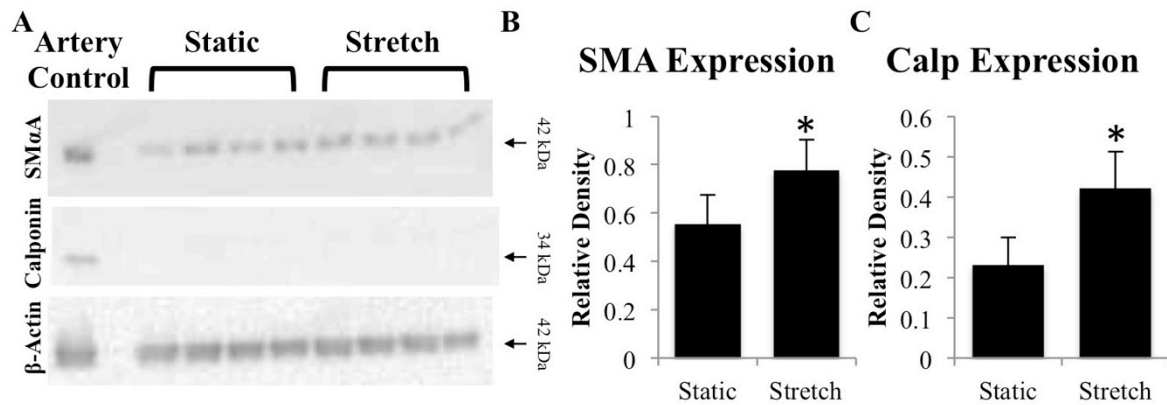 A
Artery
Control
Static
Stretch
SMαA
42 kDa
Calponin
34 kDa
β-Actin
42 kDa
B
SMA Expression
Relative Density
1
0.8
0.6
0.4
0.2
0
*
Static
Stretch
C
Calp Expression
Relative Density
0.6
0.5
0.4
0.3
0.2
0.1
0
*
Static
Stretch